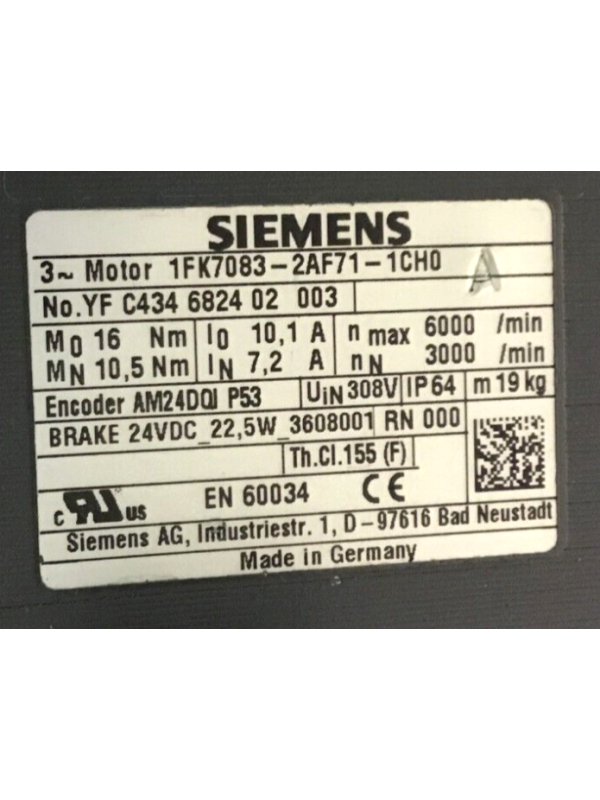 SIEMENS
3~ Motor 1FK7083-2AF71-1CH0 A
No.YF C434 6824 02 003
M0 16 Nm I0 10,1 A n max 6000 /min
MN 10,5 Nm IN 7,2 A nN 3000 /min
Encoder AM24DQI P53 UIN 308V IP 64 m 19 kg
BRAKE 24VDC_22,5W_3608001 RN 000
Th.Cl.155 (F)
c RU us EN 60034 CE
Siemens AG, Industriestr. 1, D-97616 Bad Neustadt
Made in Germany